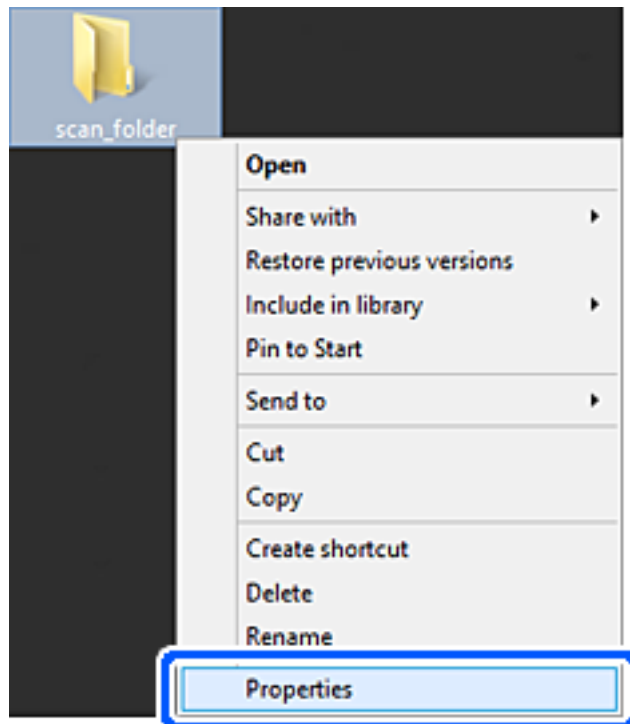 scan_folder
Open
Share with
Restore previous versions
Include in library
Pin to Start
Send to
Cut
Copy
Create shortcut
Delete
Rename
Properties